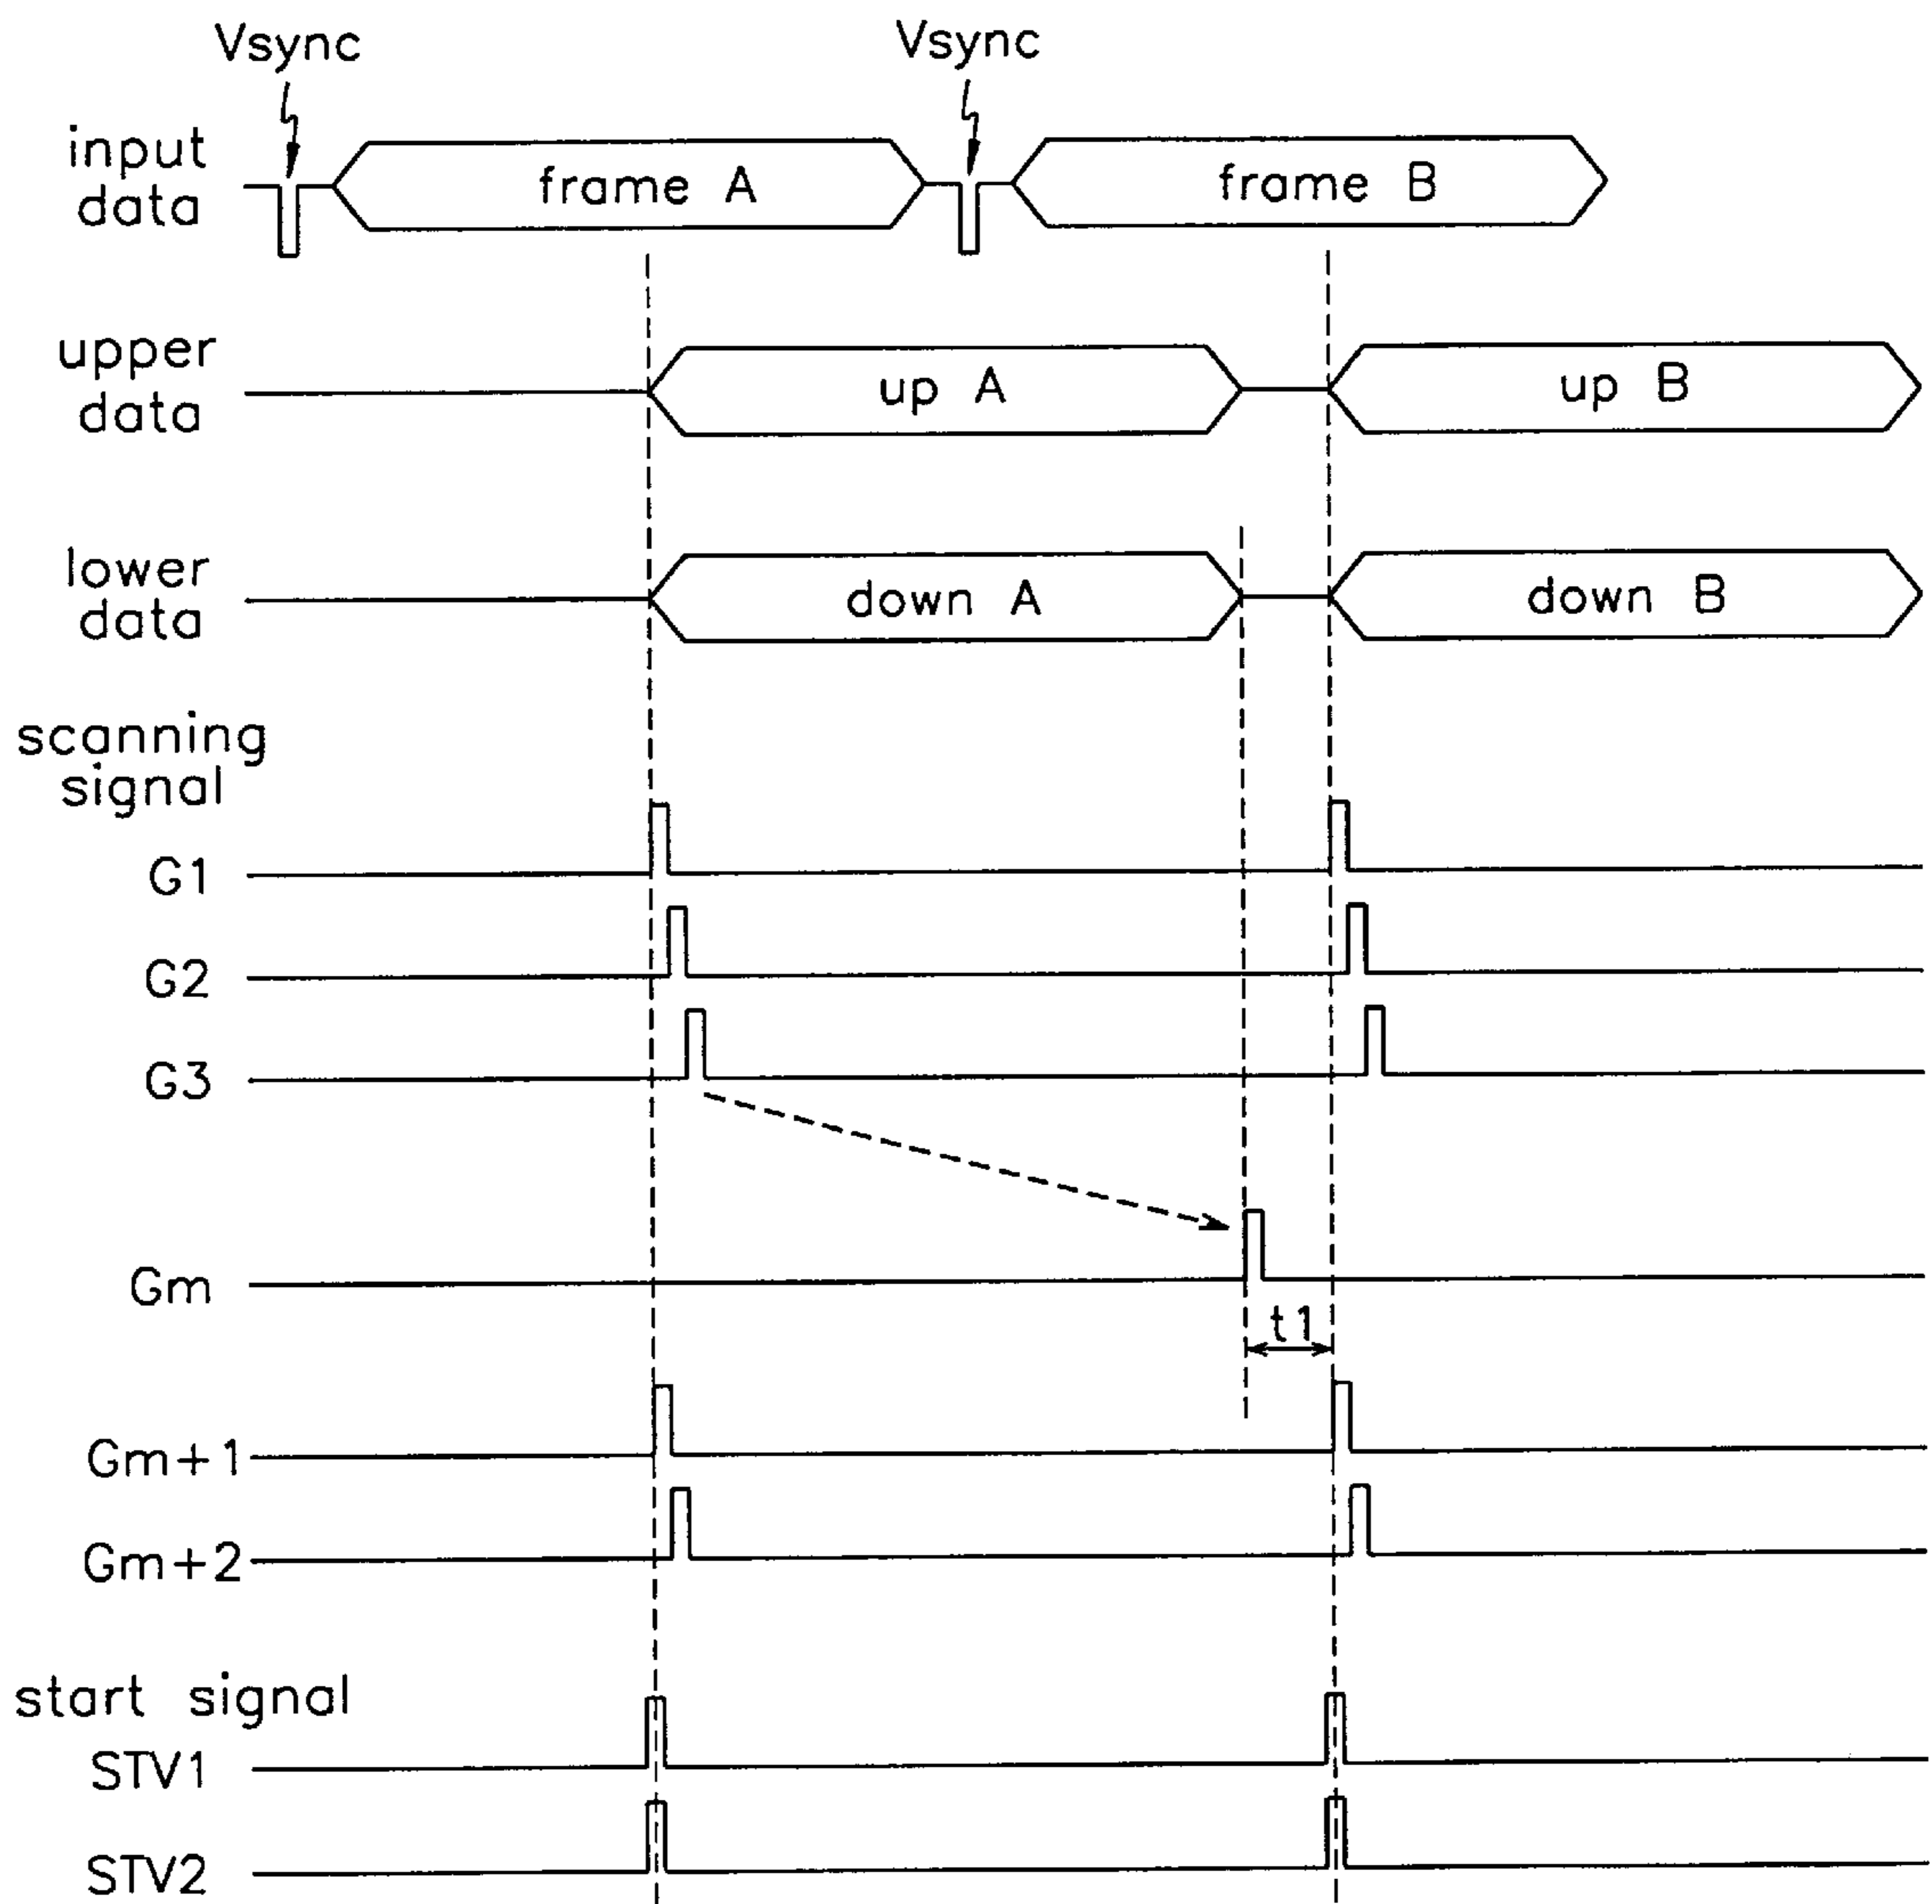 Vsync
Vsync
input
data
frame A
frame B
upper
data
up A
up B
lower
data
down A
down B
scanning
signal
G1
G2
G3
Gm
t1
Gm+1
Gm+2
start signal
STV1
STV2